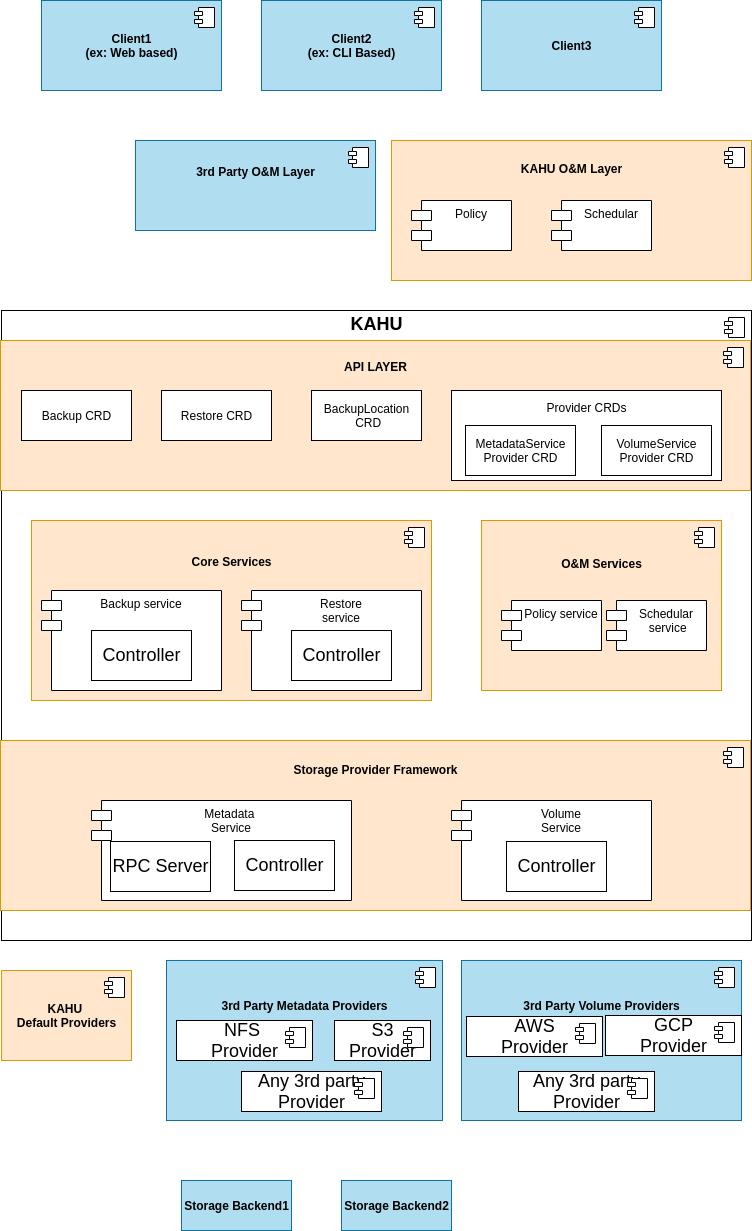 Client1
(ex: Web based)
Client2
(ex: CLI Based)
Client3
3rd Party O&M Layer
KAHU O&M Layer
Policy
Schedular
KAHU
API LAYER
Backup CRD
Restore CRD
BackupLocation
CRD
Provider CRDs
MetadataService
Provider CRD
VolumeService
Provider CRD
Core Services
Backup service
Controller
Restore
service
Controller
O&M Services
Policy service
Schedular
service
Storage Provider Framework
Metadata
Service
RPC Server
Controller
Volume
Service
Controller
KAHU
Default Providers
3rd Party Metadata Providers
NFS
Provider
S3
Provider
Any 3rd party
Provider
3rd Party Volume Providers
AWS
Provider
GCP
Provider
Any 3rd party
Provider
Storage Backend1
Storage Backend2